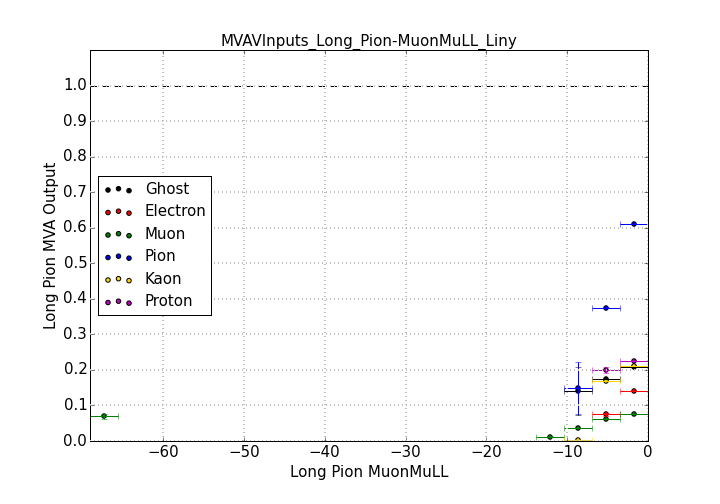 MVAVInputs_Long_Pion-MuonMuLL_Liny
Long Pion MVA Output
1.0
0.9
0.8
0.7
0.6
0.5
0.4
0.3
0.2
0.1
0.0
Ghost
Electron
Muon
Pion
Kaon
Proton
−60
−50
−40
−30
−20
−10
0
Long Pion MuonMuLL